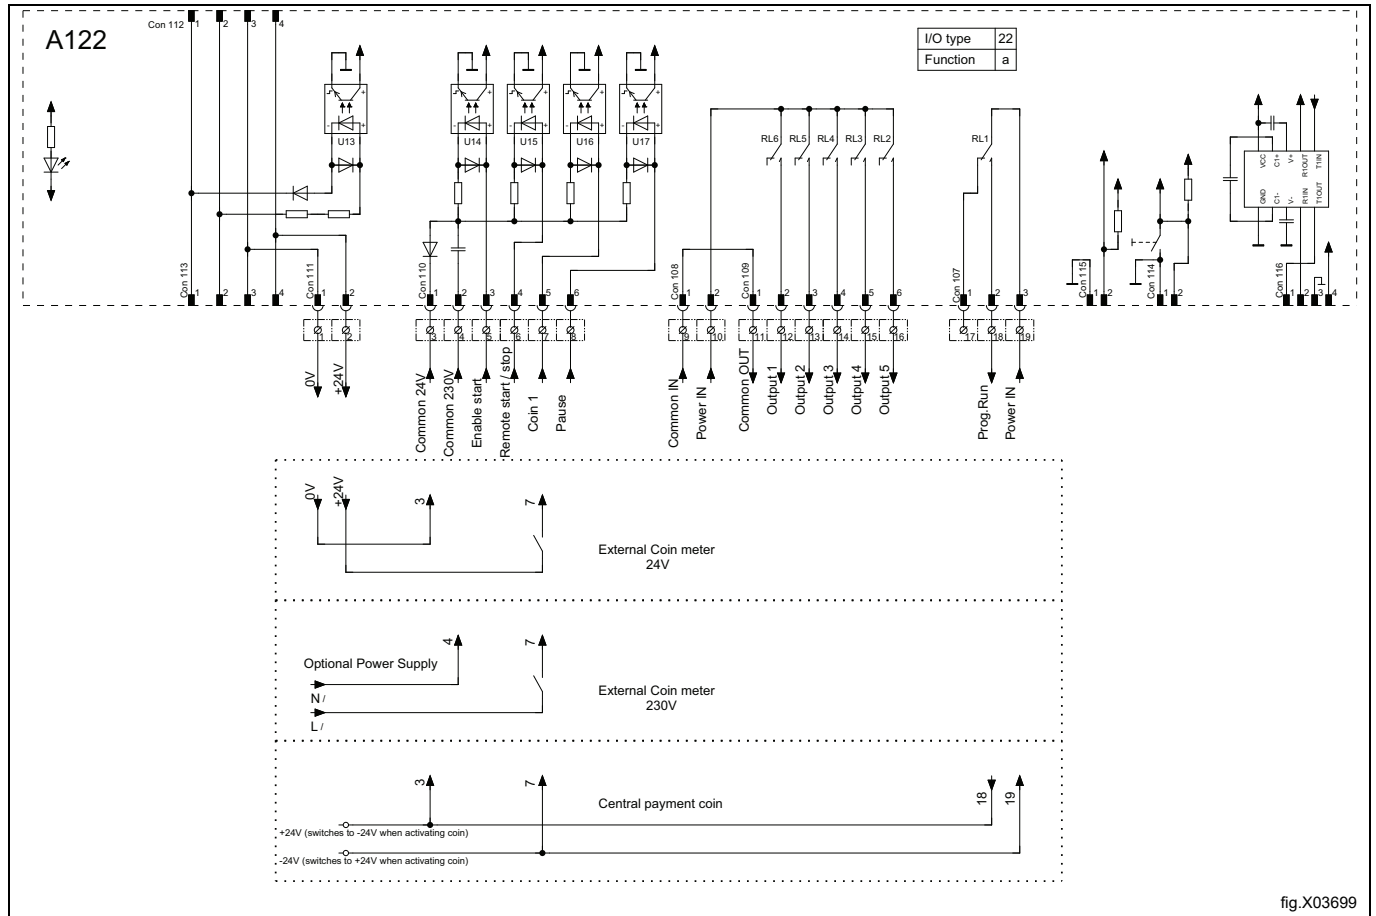 A122
Con 112
1
2
3
4
I/O type 22
Function a
U13
U14
U15
U16
U17
RL6
RL5
RL4
RL3
RL2
RL1
VCC
C1+
V+
R1OUT
T1IN
GND
C1-
V-
R1IN
T1OUT
Con 113
1
2
3
4
Con 111
1
2
Con 110
1
2
3
4
5
6
Con 108
1
2
Con 109
1
2
3
4
5
6
Con 107
1
2
3
Con 115
1
2
Con 114
1
2
Con 116
1
2
3
4
1
2
3
4
5
6
7
8
9
10
11
12
13
14
15
16
17
18
19
0V
+24V
Common 24V
Common 230V
Enable start
Remote start / stop
Coin 1
Pause
Common IN
Power IN
Common OUT
Output 1
Output 2
Output 3
Output 4
Output 5
Prog.Run
Power IN
0V
+24V
3
7
External Coin meter
24V
Optional Power Supply
N /
L /
4
7
External Coin meter
230V
3
7
18
19
Central payment coin
+24V (switches to -24V when activating coin)
-24V (switches to +24V when activating coin)
fig.X03699